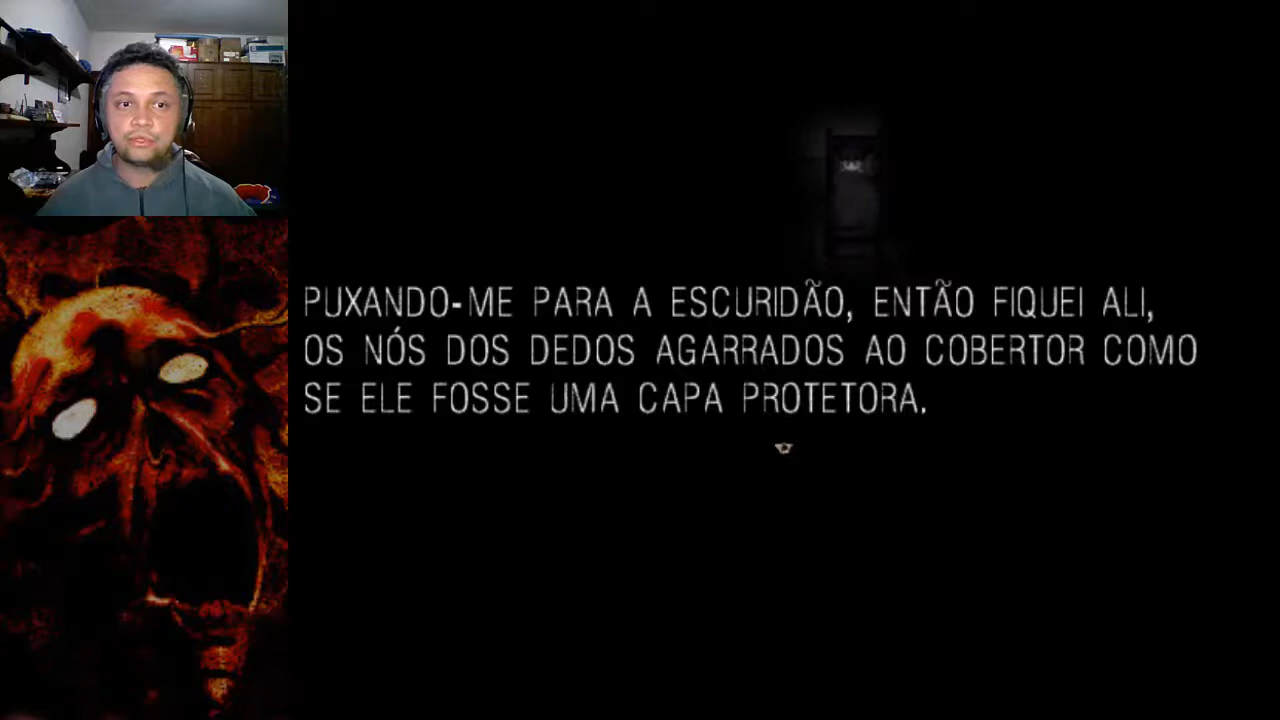 PUXANDO-ME PARA A ESCURIDÃO, ENTÃO FIQUEI ALI,
OS NÓS DOS DEDOS AGARRADOS AO COBERTOR COMO
SE ELE FOSSE UMA CAPA PROTETORA.